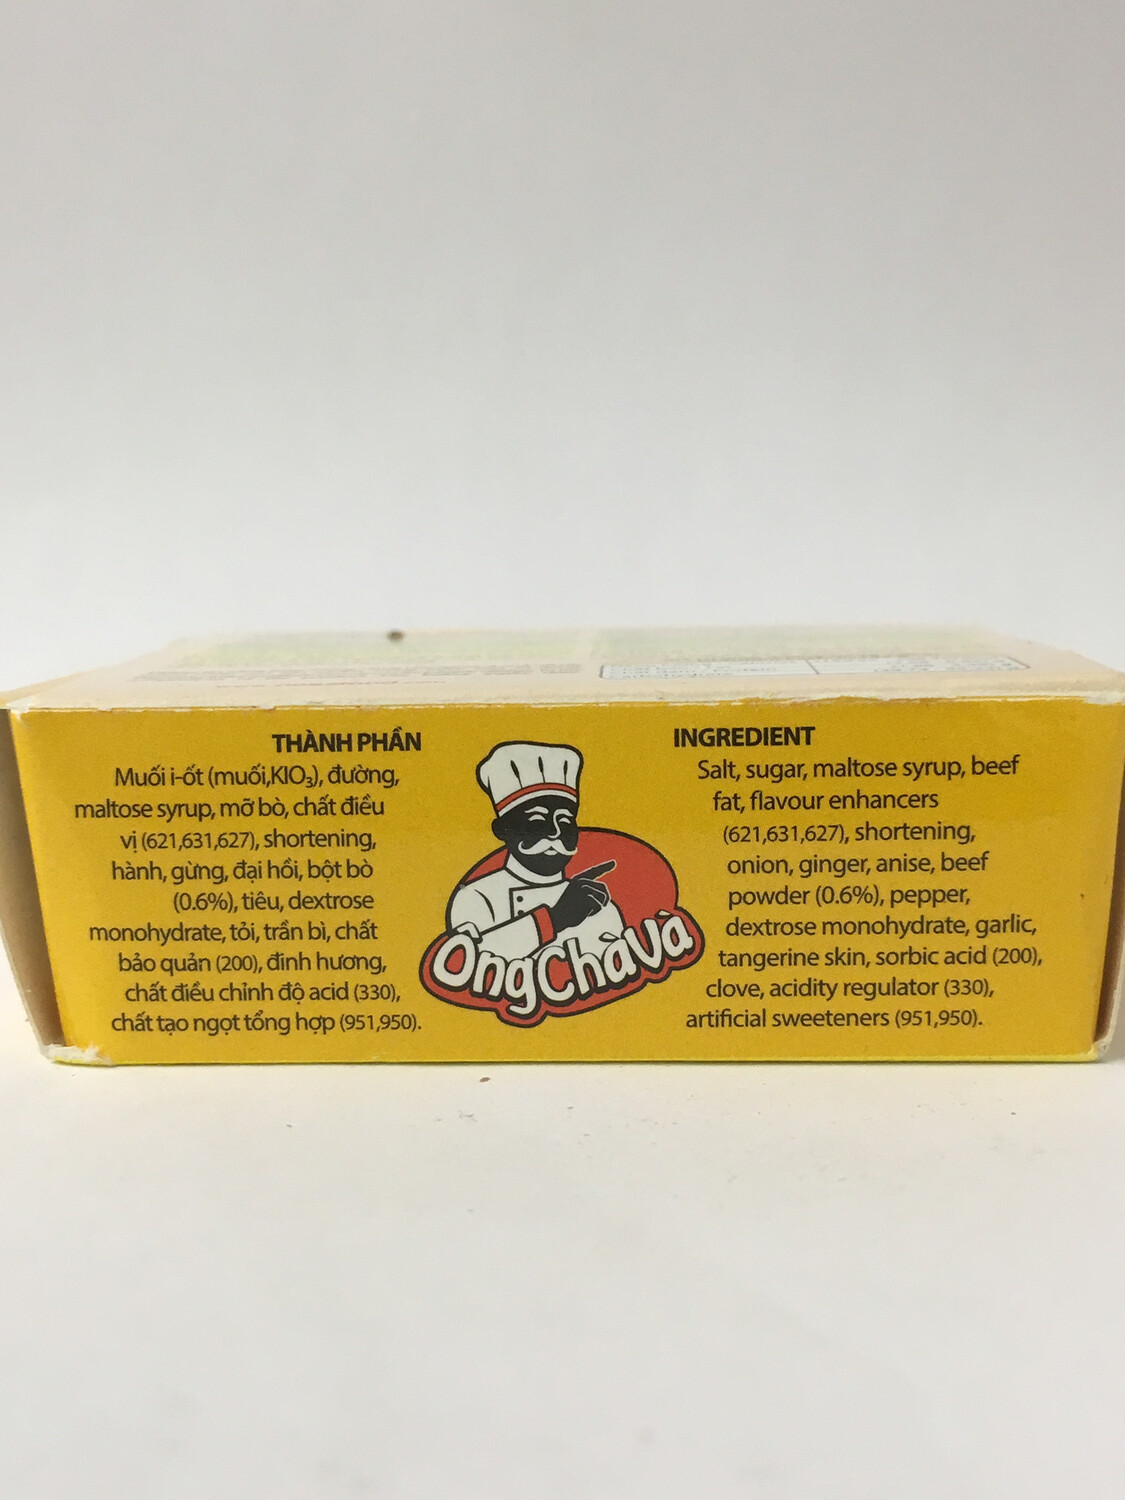 THÀNH PHẦN
Muối i-ốt (muối,KIO₃), đường,
maltose syrup, mỡ bò, chất điều
vị (621,631,627), shortening,
hành, gừng, đại hồi, bột bò
(0.6%), tiêu, dextrose
monohydrate, tỏi, trần bì, chất
bảo quản (200), đinh hương,
chất điều chỉnh độ acid (330),
chất tạo ngọt tổng hợp (951,950).
ÔngChàVà
INGREDIENT
Salt, sugar, maltose syrup, beef
fat, flavour enhancers
(621,631,627), shortening,
onion, ginger, anise, beef
powder (0.6%), pepper,
dextrose monohydrate, garlic,
tangerine skin, sorbic acid (200),
clove, acidity regulator (330),
artificial sweeteners (951,950).